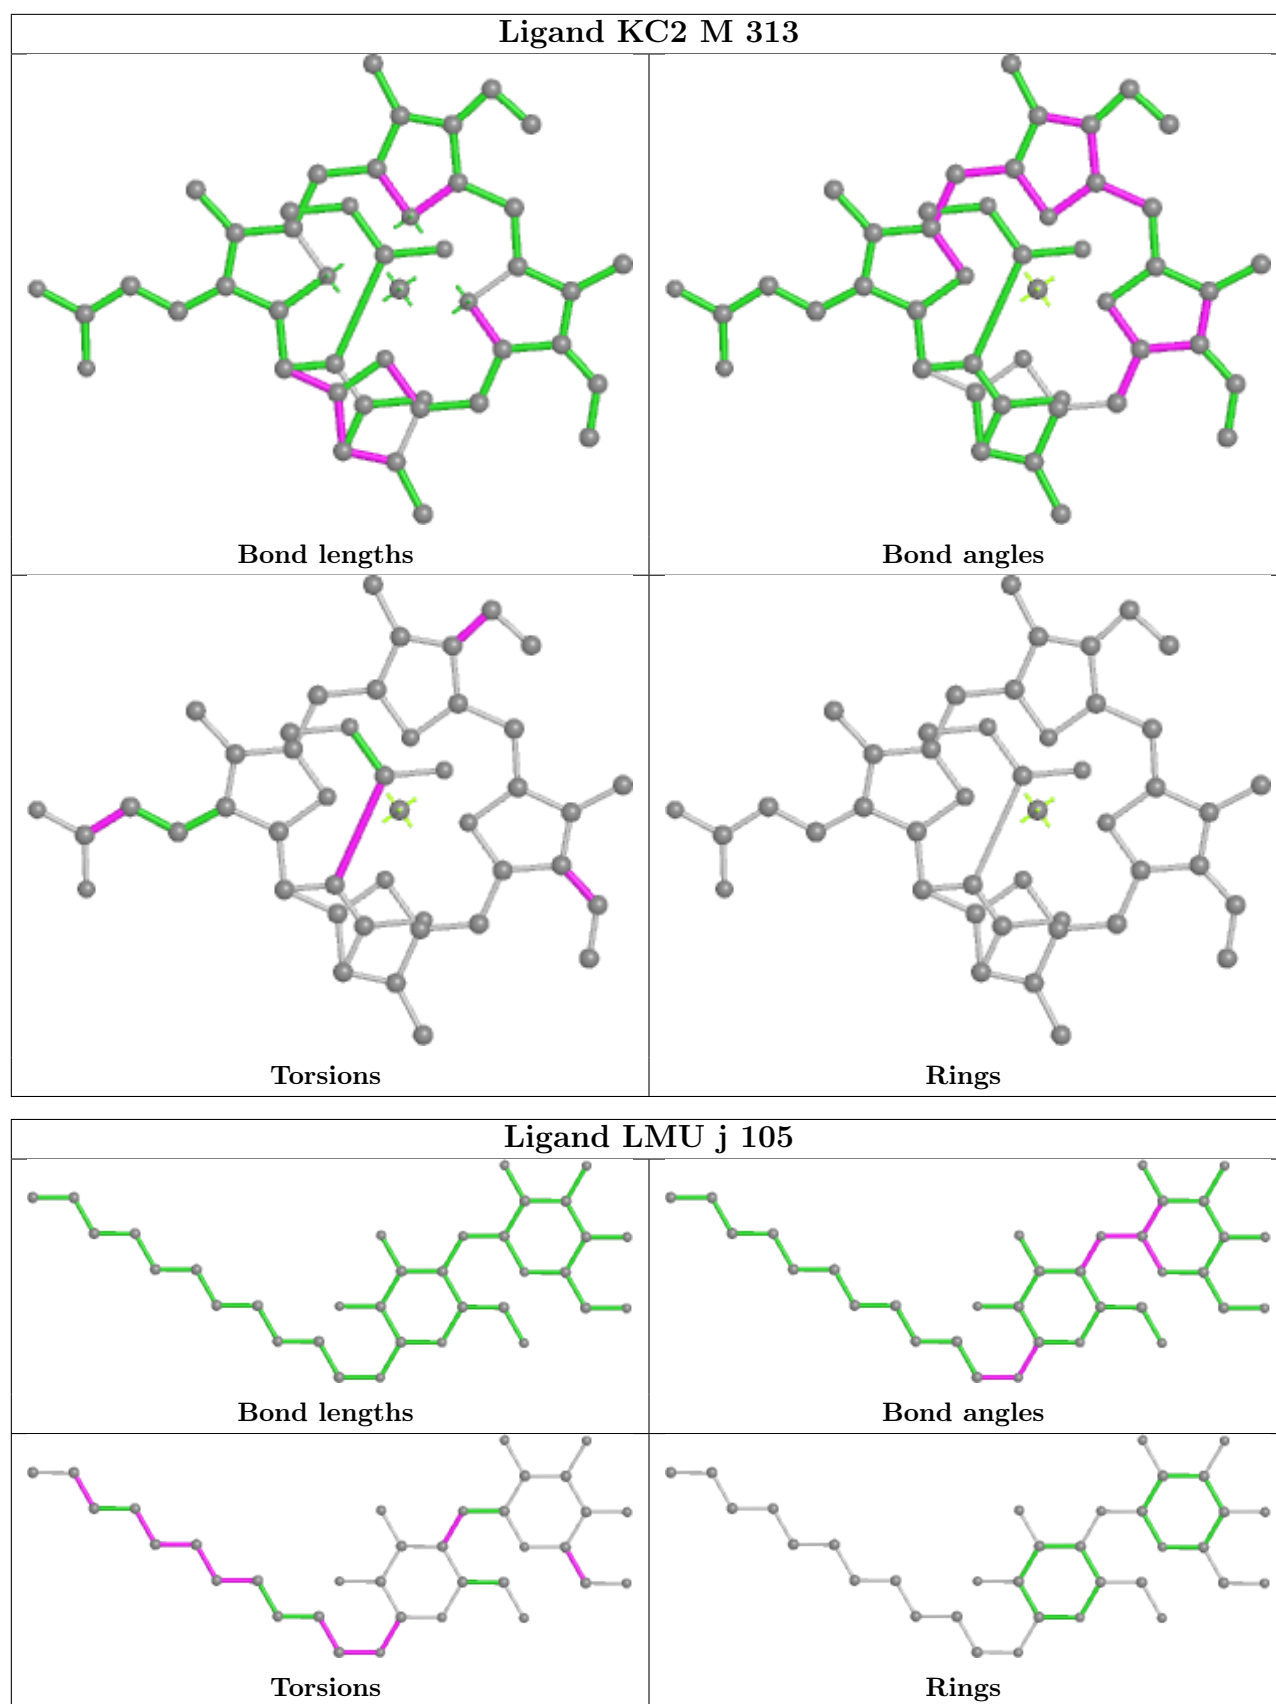 Ligand KC2 M 313
Bond lengths
Bond angles
Torsions
Rings
Ligand LMU j 105
Bond lengths
Bond angles
Torsions
Rings